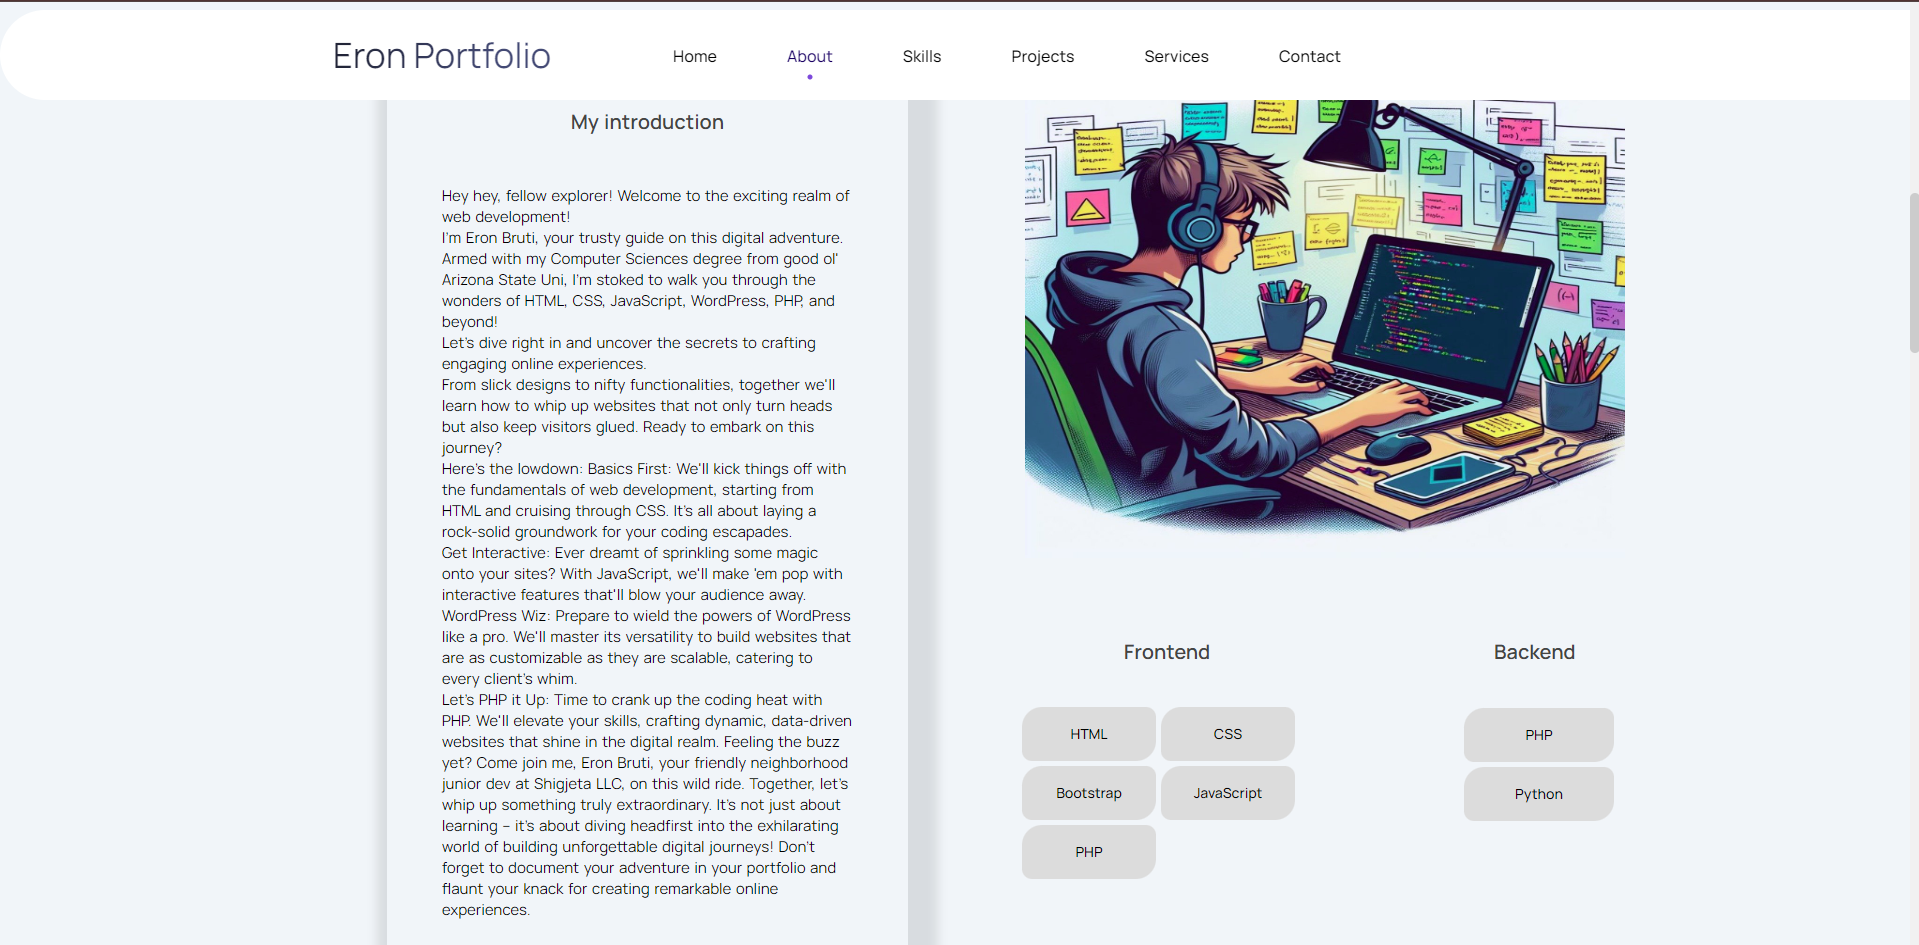 Eron Portfolio
Home
About
Skills
Projects
Services
Contact
My introduction
Hey hey, fellow explorer! Welcome to the exciting realm of
web development!
I'm Eron Bruti, your trusty guide on this digital adventure.
Armed with my Computer Sciences degree from good ol'
Arizona State Uni, I'm stoked to walk you through the
wonders of HTML, CSS, JavaScript, WordPress, PHP, and
beyond!
Let's dive right in and uncover the secrets to crafting
engaging online experiences.
From slick designs to nifty functionalities, together we'll
learn how to whip up websites that not only turn heads
but also keep visitors glued. Ready to embark on this
journey?
Here's the lowdown: Basics First: We'll kick things off with
the fundamentals of web development, starting from
HTML and cruising through CSS. It's all about laying a
rock-solid groundwork for your coding escapades.
Get Interactive: Ever dreamt of sprinkling some magic
onto your sites? With JavaScript, we'll make 'em pop with
interactive features that'll blow your audience away.
WordPress Wiz: Prepare to wield the powers of WordPress
like a pro. We'll master its versatility to build websites that
are as customizable as they are scalable, catering to
every client's whim.
Let's PHP it Up: Time to crank up the coding heat with
PHP. We'll elevate your skills, crafting dynamic, data-driven
websites that shine in the digital realm. Feeling the buzz
yet? Come join me, Eron Bruti, your friendly neighborhood
junior dev at Shigjeta LLC, on this wild ride. Together, let's
whip up something truly extraordinary. It's not just about
learning – it's about diving headfirst into the exhilarating
world of building unforgettable digital journeys! Don't
forget to document your adventure in your portfolio and
flaunt your knack for creating remarkable online
experiences.
Frontend
HTML
CSS
Bootstrap
JavaScript
PHP
Backend
PHP
Python